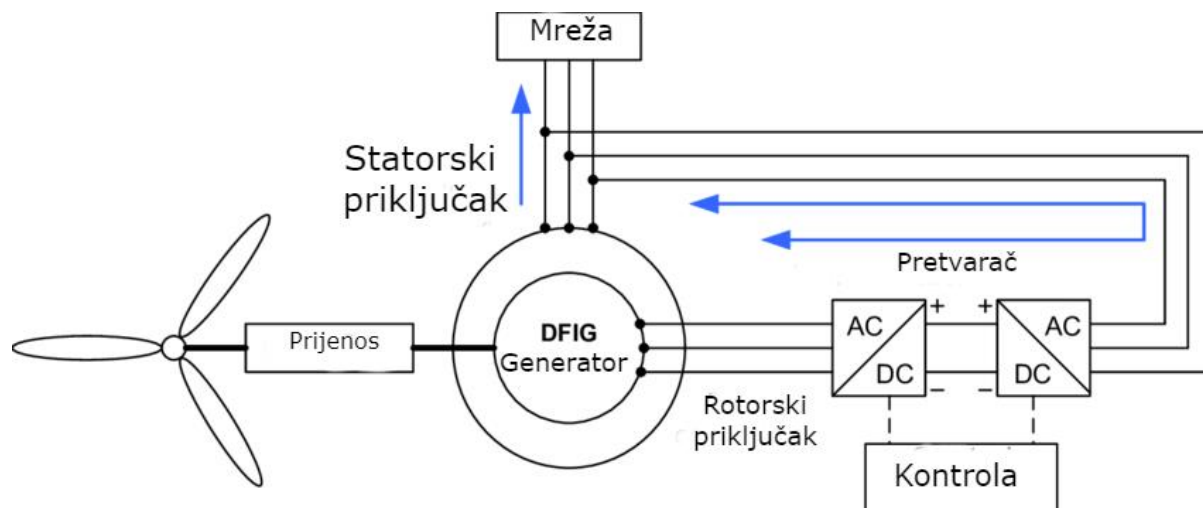 Mreža
Statorski
priključak
Pretvarač
Prijenos
DFIG
Generator
AC
DC
+
+
−
−
AC
DC
Rotorski
priključak
Kontrola